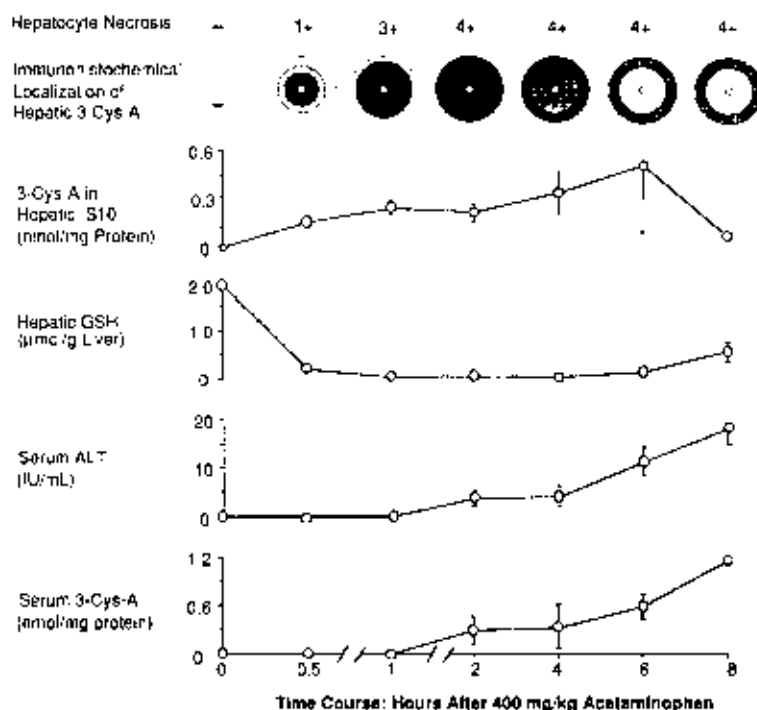 Hepatocyte Necrosis -- 1+ 3+ 4+ 4+ 4+ 4+
Immunohistochemical
Localization of
Hepatic 3 Cys A --
3-Cys A in
Hepatic S10
(nmol/mg Protein)
0.6
0.3
0
Hepatic GSH
(µmol/g Liver)
2 0
1 0
0
Serum ALT
(IU/mL)
20
10
0
Serum 3-Cys-A
(nmol/mg protein)
1 2
0.6
0
0 0.5 1 2 4 6 8
Time Course: Hours After 400 mg/kg Acetaminophen